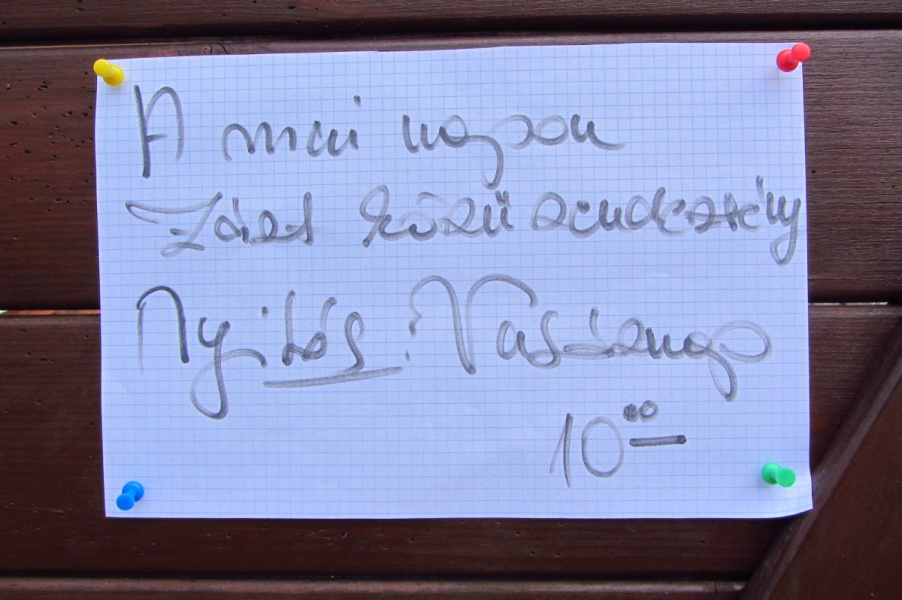 A mai napon
Zárt körű rendezvény
Nyitás: Vasárnap
10⁰⁰